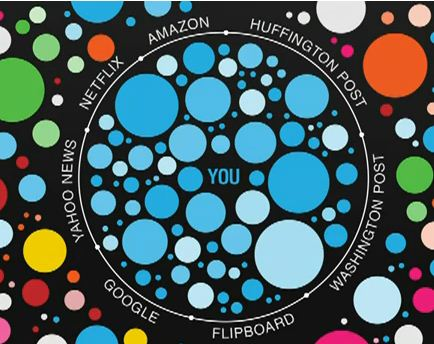 AMAZON
HUFFINGTON POST
NETFLIX
YAHOO NEWS
YOU
WASHINGTON POST
GOOGLE
FLIPBOARD